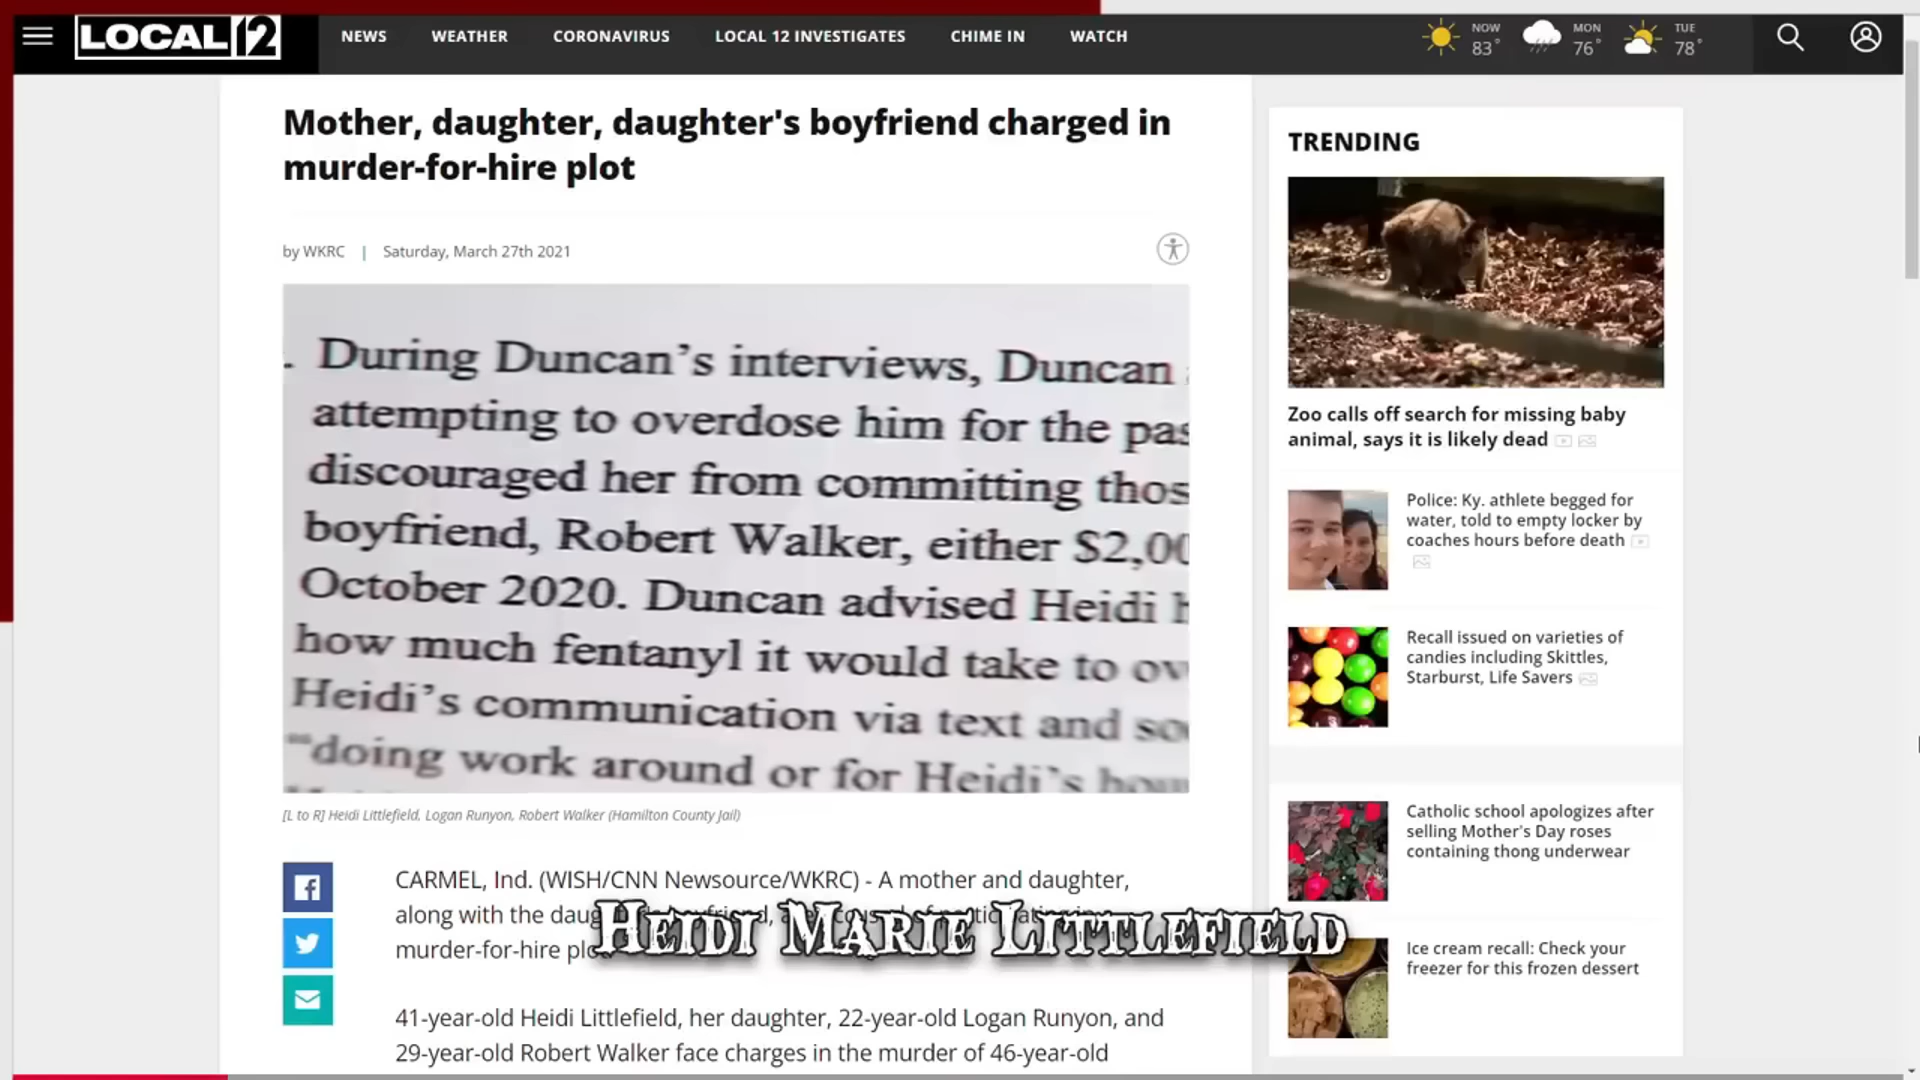 LOCAL 12
NEWS
WEATHER
CORONAVIRUS
LOCAL 12 INVESTIGATES
CHIME IN
WATCH
NOW
83°
MON
76°
TUE
78°
Mother, daughter, daughter's boyfriend charged in
murder-for-hire plot
by WKRC | Saturday, March 27th 2021
. During Duncan's interviews, Duncan
attempting to overdose him for the pas
discouraged her from committing thos
boyfriend, Robert Walker, either $2,00
October 2020. Duncan advised Heidi h
how much fentanyl it would take to ov
Heidi's communication via text and so
"doing work around or for Heidi's hou
[L to R] Heidi Littlefield, Logan Runyon, Robert Walker (Hamilton County Jail)
CARMEL, Ind. (WISH/CNN Newsource/WKRC) - A mother and daughter,
along with the
murder-for-hire
HEIDI MARIE LITTLEFIELD
41-year-old Heidi Littlefield, her daughter, 22-year-old Logan Runyon, and
29-year-old Robert Walker face charges in the murder of 46-year-old
TRENDING
Zoo calls off search for missing baby
animal, says it is likely dead
Police: Ky. athlete begged for
water, told to empty locker by
coaches hours before death
Recall issued on varieties of
candies including Skittles,
Starburst, Life Savers
Catholic school apologizes after
selling Mother's Day roses
containing thong underwear
Ice cream recall: Check your
freezer for this frozen dessert